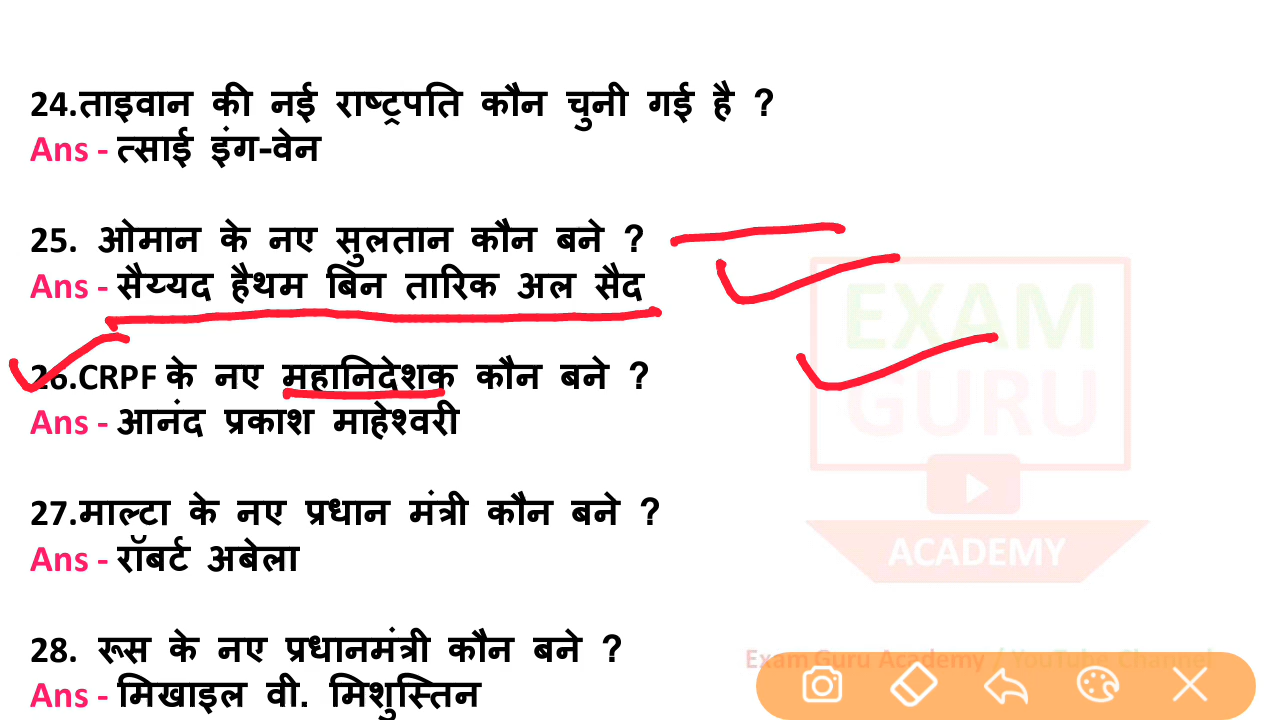 24.ताइवान की नई राष्ट्रपति कौन चुनी गई है ?
Ans - त्साई इंग-वेन
25. ओमान के नए सुलतान कौन बने ?
Ans - सैय्यद हैथम बिन तारिक अल सैद
26.CRPF के नए महानिदेशक कौन बने ?
Ans - आनंद प्रकाश माहेश्वरी
27.माल्टा के नए प्रधान मंत्री कौन बने ?
Ans - रॉबर्ट अबेला
28. रूस के नए प्रधानमंत्री कौन बने ?
Ans - मिखाइल वी. मिशुस्तिन
EXAM
GURU
ACADEMY
Exam Guru Academy / YouTube Channel